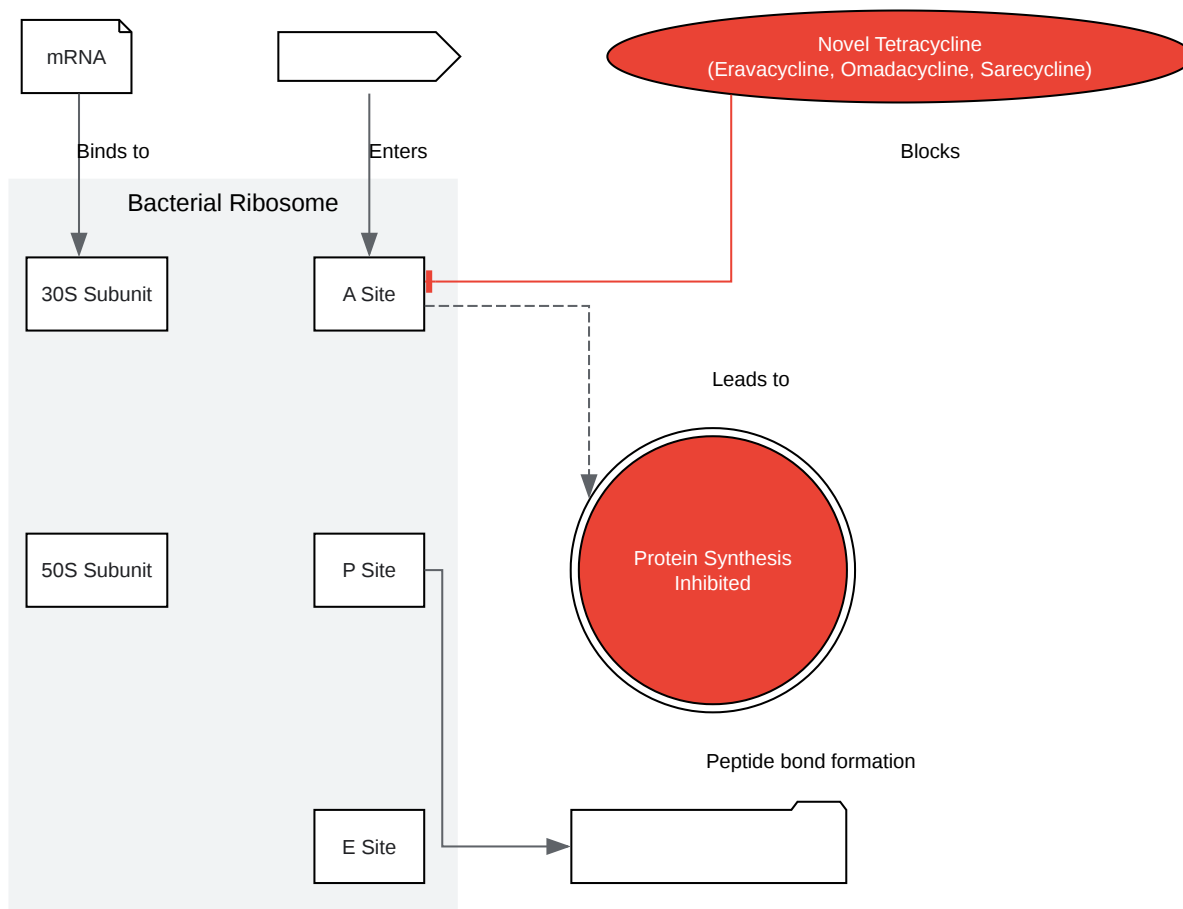 mRNA
Novel Tetracycline
(Eravacycline, Omadacycline, Sarecycline)
Binds to
Enters
Blocks
Bacterial Ribosome
30S Subunit
A Site
Leads to
50S Subunit
P Site
Protein Synthesis
Inhibited
Peptide bond formation
E Site